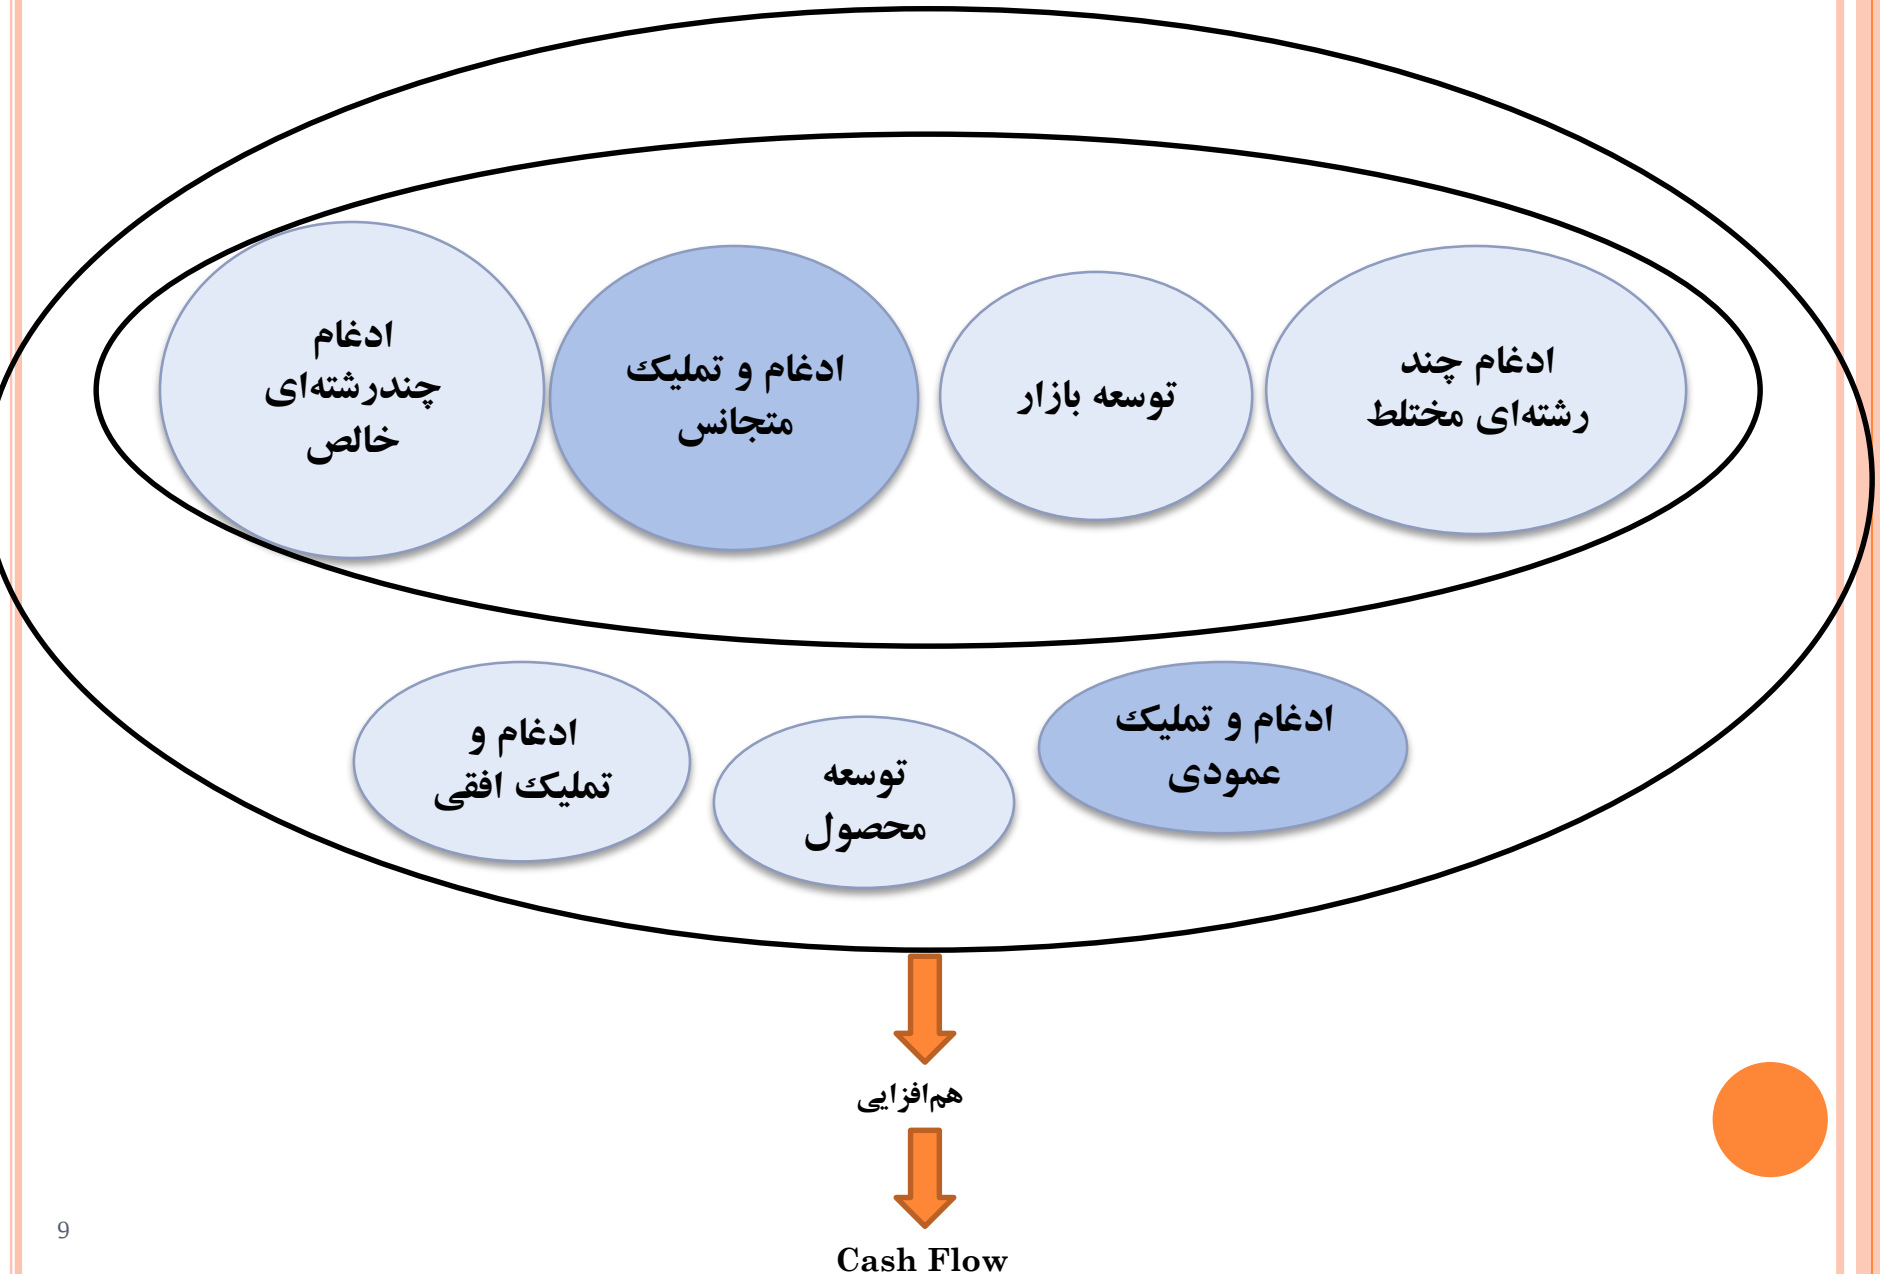 ادغام چند
رشته‌ای مختلط
توسعه بازار
ادغام و تملیک
متجانس
ادغام
چندرشته‌ای
خالص
ادغام و تملیک
عمودی
توسعه
محصول
ادغام و
تملیک افقی
هم‌افزایی
Cash Flow
9